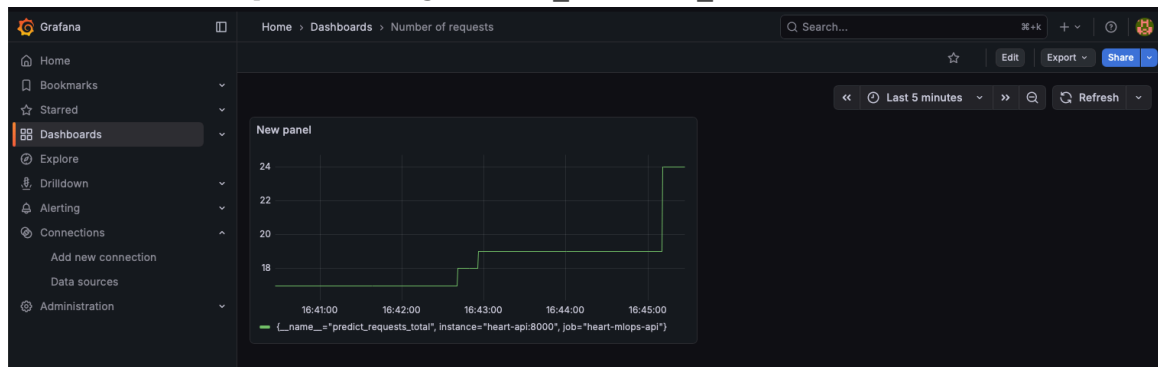 Grafana
Home › Dashboards › Number of requests
Search...
⌘+k
Home
Bookmarks
Starred
Dashboards
Explore
Drilldown
Alerting
Connections
Add new connection
Data sources
Administration
Edit
Export
Share
Last 5 minutes
Refresh
New panel
24
22
20
18
16:41:00 16:42:00 16:43:00 16:44:00 16:45:00
{__name__="predict_requests_total", instance="heart-api:8000", job="heart-mlops-api"}